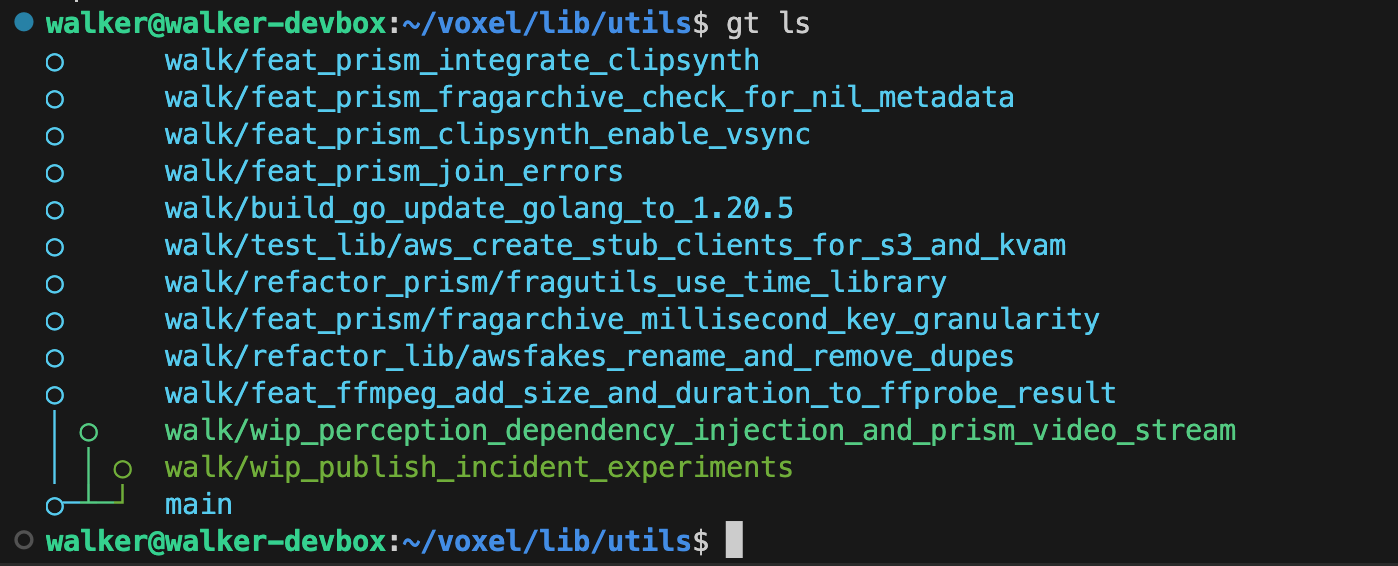 walker@walker-devbox:~/voxel/lib/utils$ gt ls
walk/feat_prism_integrate_clipsynth
walk/feat_prism_fragarchive_check_for_nil_metadata
walk/feat_prism_clipsynth_enable_vsync
walk/feat_prism_join_errors
walk/build_go_update_golang_to_1.20.5
walk/test_lib/aws_create_stub_clients_for_s3_and_kvam
walk/refactor_prism/fragutils_use_time_library
walk/feat_prism/fragarchive_millisecond_key_granularity
walk/refactor_lib/awsfakes_rename_and_remove_dupes
walk/feat_ffmpeg_add_size_and_duration_to_ffprobe_result
walk/wip_perception_dependency_injection_and_prism_video_stream
walk/wip_publish_incident_experiments
main
walker@walker-devbox:~/voxel/lib/utils$